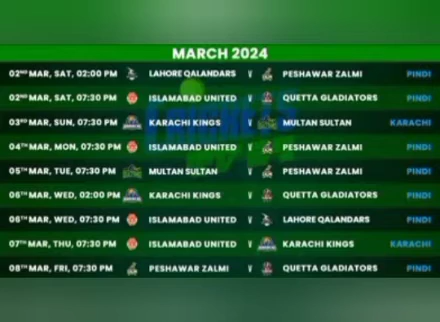 MARCH 2024
02ND MAR, SAT, 02:00 PM LAHORE QALANDARS V PESHAWAR ZALMI PINDI
02ND MAR, SAT, 07:30 PM ISLAMABAD UNITED V QUETTA GLADIATORS PINDI
03RD MAR, SUN, 07:30 PM KARACHI KINGS V MULTAN SULTAN KARACHI
04TH MAR, MON, 07:30 PM ISLAMABAD UNITED V PESHAWAR ZALMI PINDI
05TH MAR, TUE, 07:30 PM MULTAN SULTAN V PESHAWAR ZALMI PINDI
06TH MAR, WED, 02:00 PM KARACHI KINGS V QUETTA GLADIATORS PINDI
06TH MAR, WED, 07:30 PM ISLAMABAD UNITED V LAHORE QALANDARS PINDI
07TH MAR, THU, 07:30 PM ISLAMABAD UNITED V KARACHI KINGS KARACHI
08TH MAR, FRI, 07:30 PM PESHAWAR ZALMI V QUETTA GLADIATORS PINDI